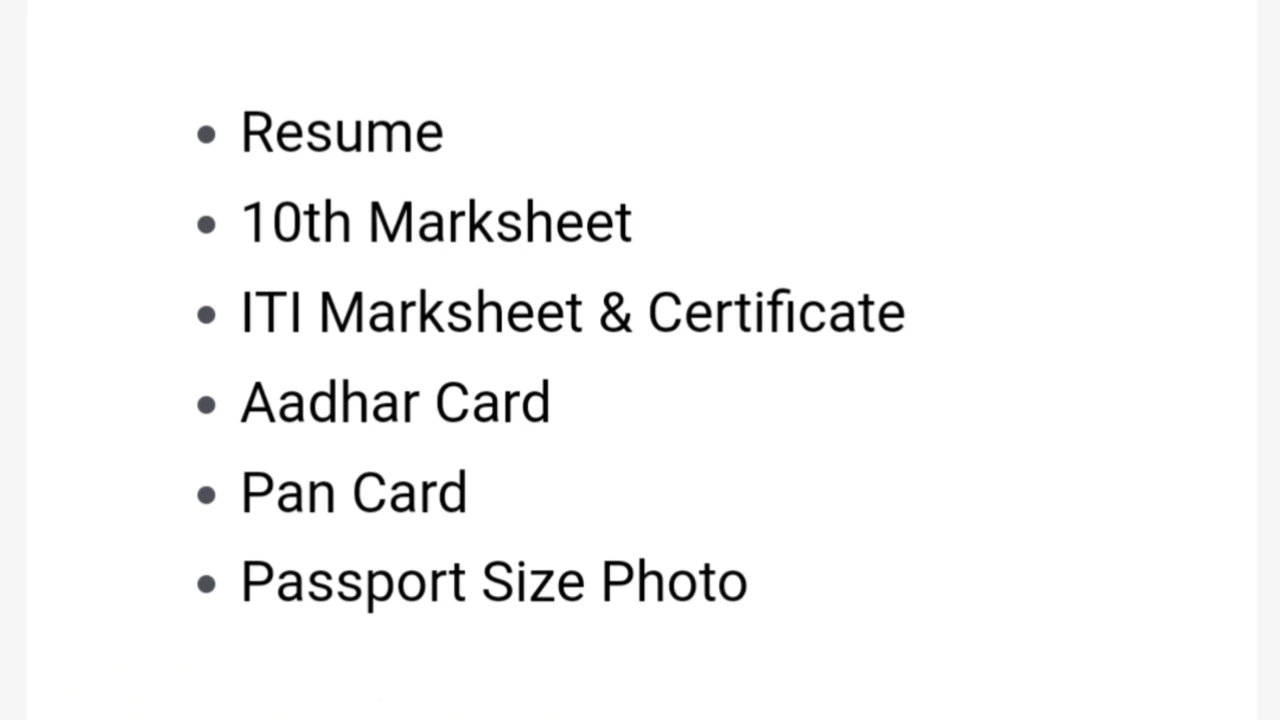 • Resume
• 10th Marksheet
• ITI Marksheet & Certificate
• Aadhar Card
• Pan Card
• Passport Size Photo